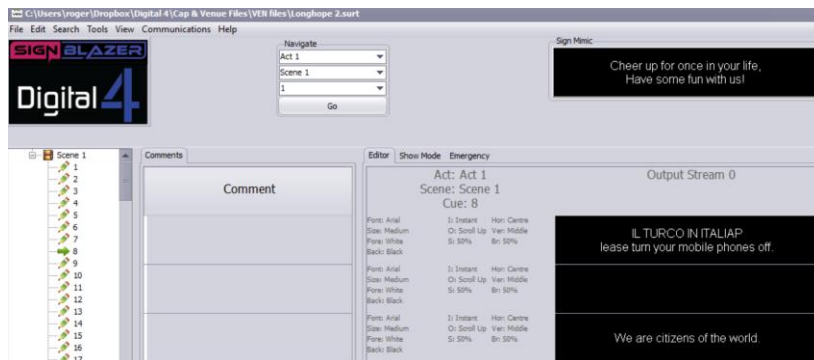 C:\Users\roger\Dropbox\Digital 4\Cap & Venue Files\VEN files\Longhope 2.surt
File Edit Search Tools View Communications Help
SIGN BLAZER
Digital 4
Navigate
Act 1
Scene 1
1
Go
Sign Mimic
Cheer up for once in your life,
Have some fun with us!
Scene 1
1
2
3
4
5
6
7
8
9
10
11
12
13
14
15
16
17
Comments
Comment
Editor Show Mode Emergency
Act: Act 1
Scene: Scene 1
Cue: 8
Output Stream 0
Font: Arial I: Instant Hor: Centre
Size: Medium O: Scroll Up Ver: Middle
Fore: White S: 50% Br: 50%
Back: Black
IL TURCO IN ITALIAP
lease turn your mobile phones off.
Font: Arial I: Instant Hor: Centre
Size: Medium O: Scroll Up Ver: Middle
Fore: White S: 50% Br: 50%
Back: Black
Font: Arial I: Instant Hor: Centre
Size: Medium O: Scroll Up Ver: Middle
Fore: White S: 50% Br: 50%
Back: Black
We are citizens of the world.